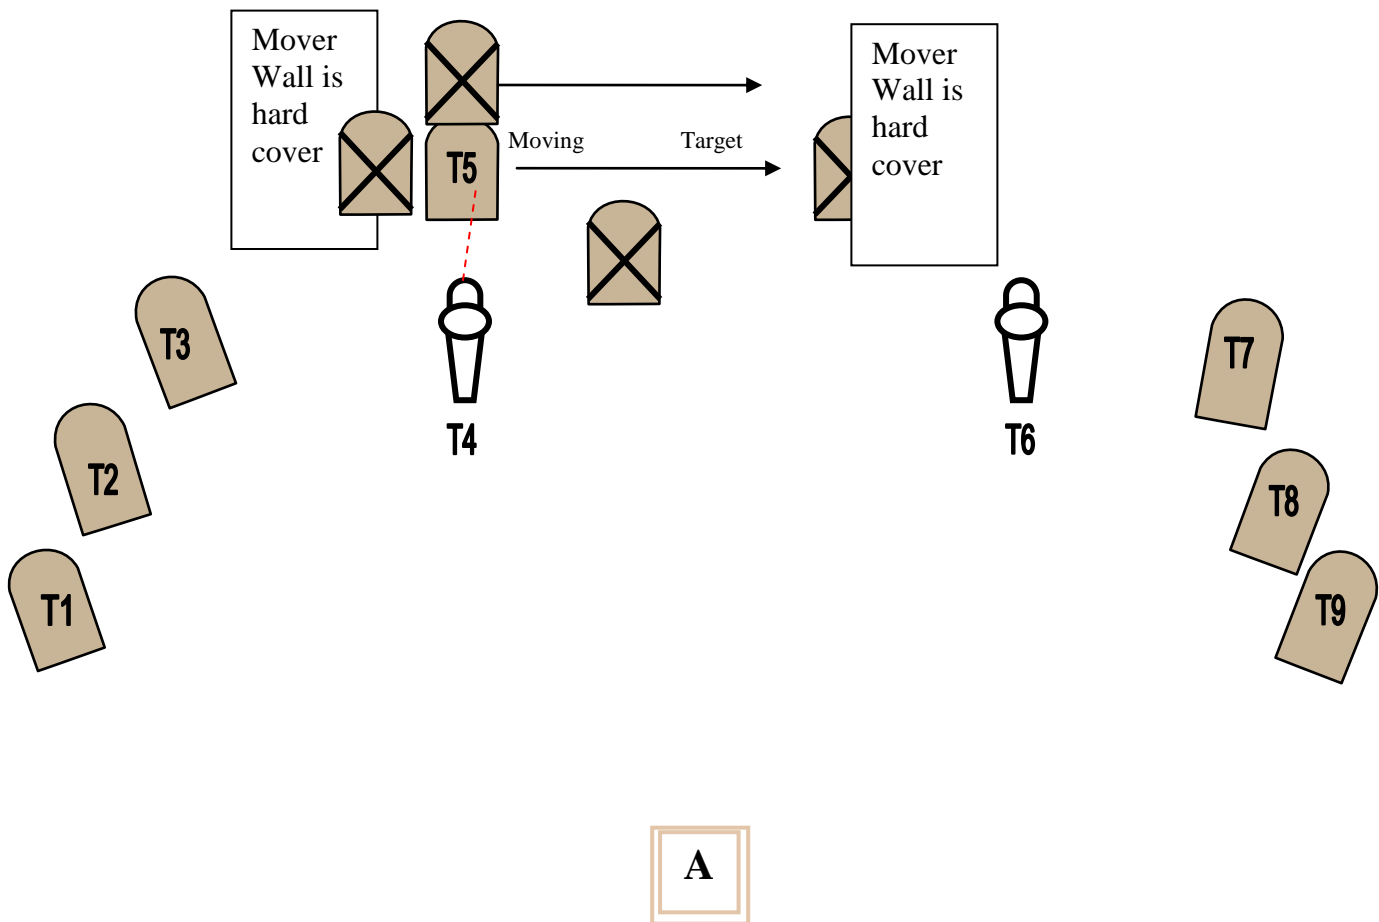 Mover
Wall is
hard
cover
Mover
Wall is
hard
cover
Moving Target
T5
T3
T7
T4
T6
T2
T8
T1
T9
A